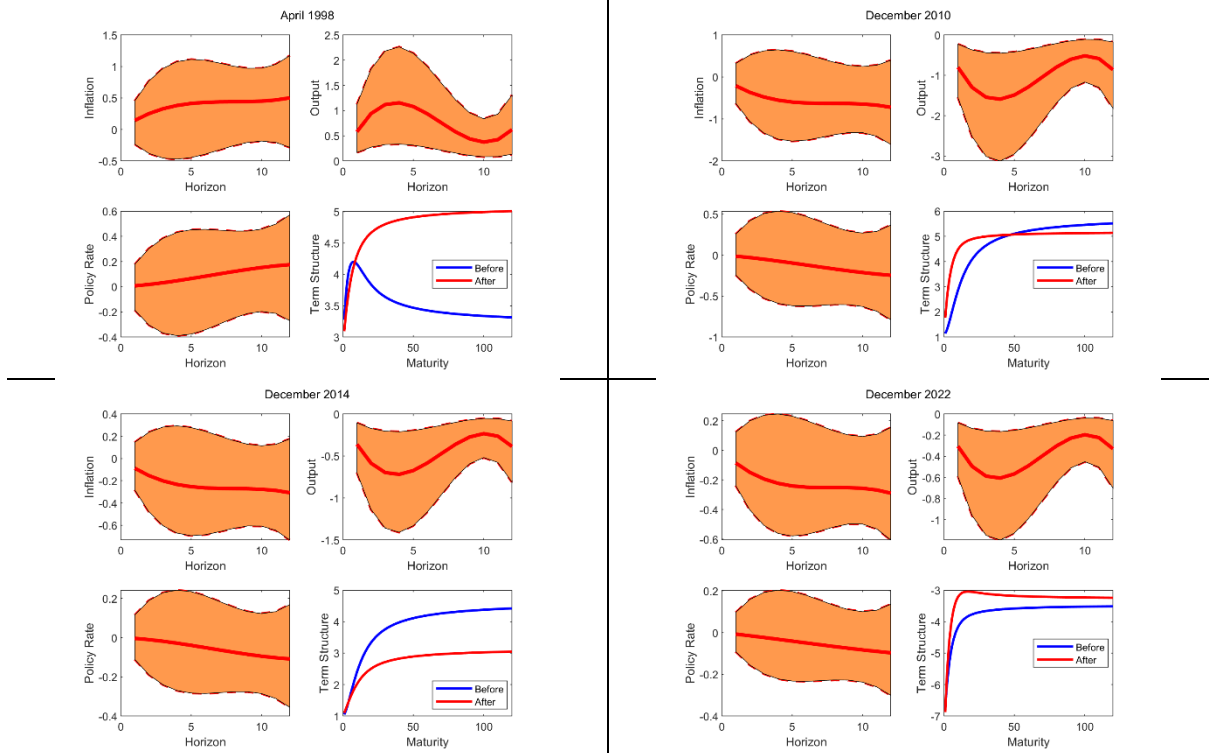 April 1998
1.5
1
0.5
0
-0.5
0
5
10
Inflation
Horizon
2.5
2
1.5
1
0.5
0
0
5
10
Output
Horizon
0.6
0.4
0.2
0
-0.2
-0.4
0
5
10
Policy Rate
Horizon
5
4.5
4
3.5
3
0
50
100
Term Structure
Maturity
Before
After
December 2010
1
0
-1
-2
0
5
10
Inflation
Horizon
0
-1
-2
-3
0
5
10
Output
Horizon
0.5
0
-0.5
-1
0
5
10
Policy Rate
Horizon
6
5
4
3
2
1
0
50
100
Term Structure
Maturity
Before
After
December 2014
0.4
0.2
0
-0.2
-0.4
-0.6
0
5
10
Inflation
Horizon
0
-0.5
-1
-1.5
0
5
10
Output
Horizon
0.2
0
-0.2
-0.4
0
5
10
Policy Rate
Horizon
5
4
3
2
1
0
50
100
Term Structure
Maturity
Before
After
December 2022
0.2
0
-0.2
-0.4
-0.6
0
5
10
Inflation
Horizon
0
-0.2
-0.4
-0.6
-0.8
-1
0
5
10
Output
Horizon
0.2
0
-0.2
-0.4
0
5
10
Policy Rate
Horizon
-3
-4
-5
-6
-7
0
50
100
Term Structure
Maturity
Before
After